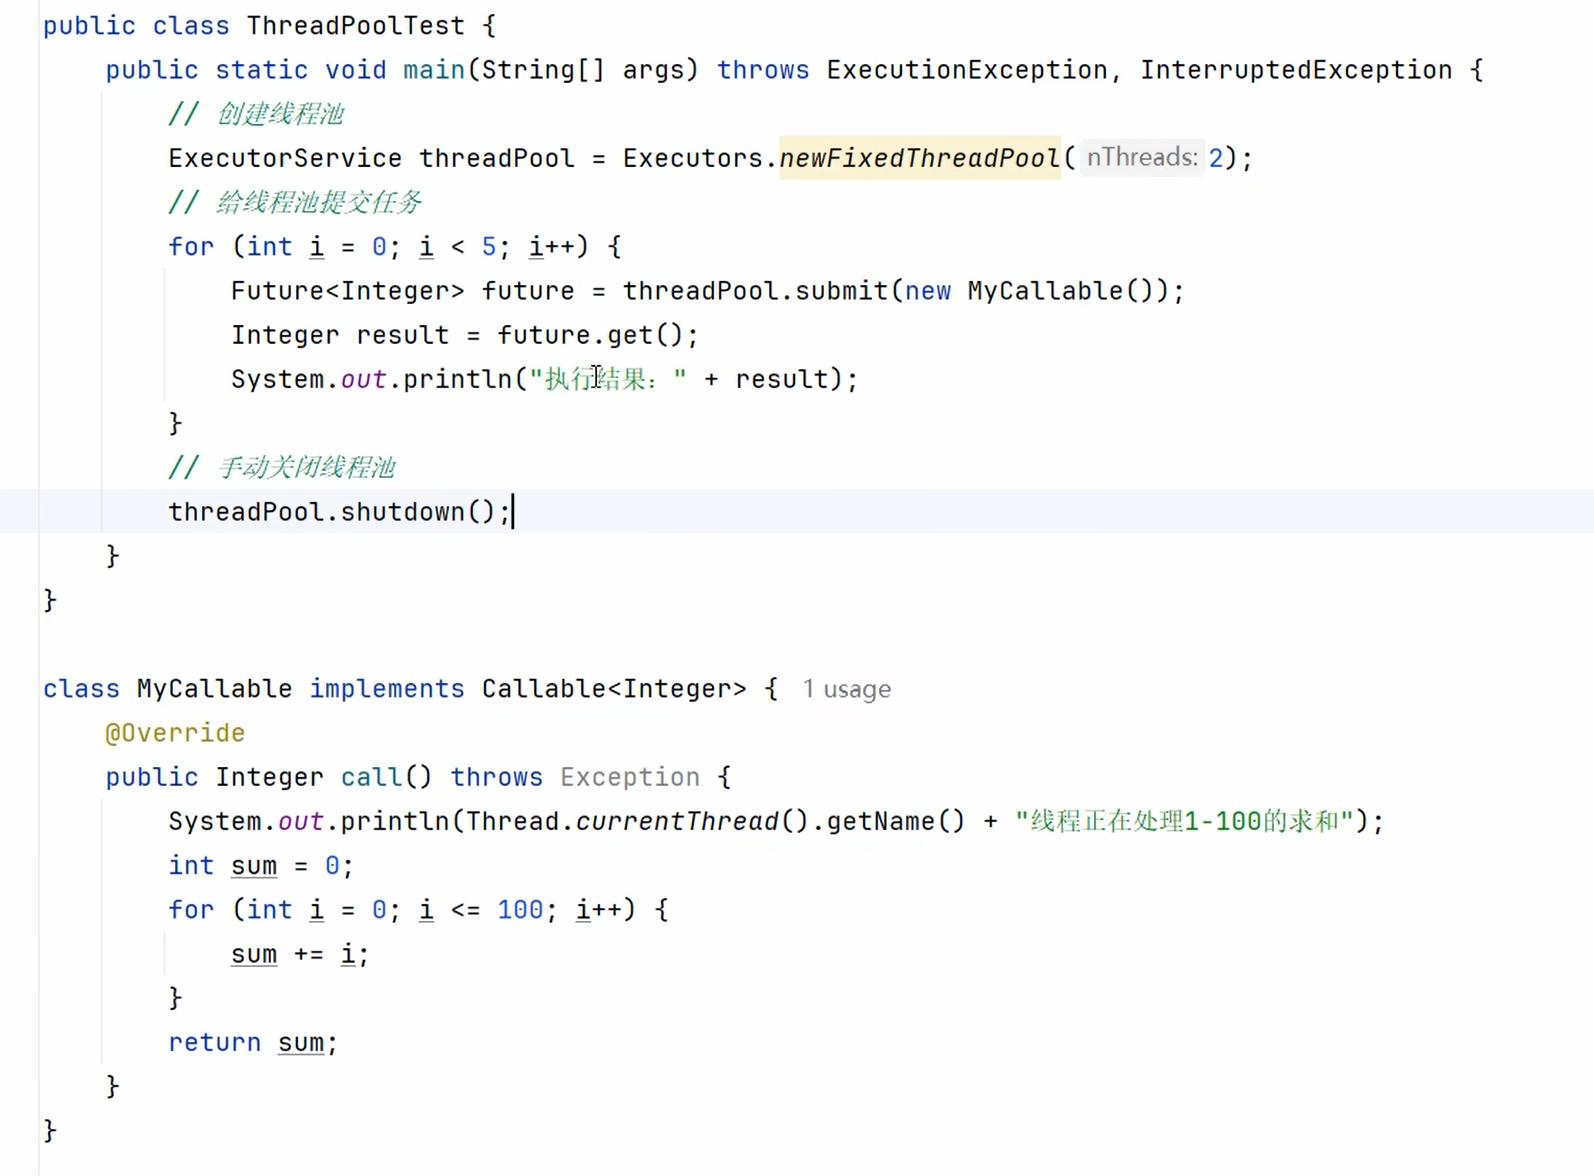 public class ThreadPoolTest {
    public static void main(String[] args) throws ExecutionException, InterruptedException {
        // 创建线程池
        ExecutorService threadPool = Executors.newFixedThreadPool( nThreads: 2);
        // 给线程池提交任务
        for (int i = 0; i < 5; i++) {
            Future<Integer> future = threadPool.submit(new MyCallable());
            Integer result = future.get();
            System.out.println("执行结果：" + result);
        }
        // 手动关闭线程池
        threadPool.shutdown();
    }
}
class MyCallable implements Callable<Integer> { 1 usage
    @Override
    public Integer call() throws Exception {
        System.out.println(Thread.currentThread().getName() + "线程正在处理1-100的求和");
        int sum = 0;
        for (int i = 0; i <= 100; i++) {
            sum += i;
        }
        return sum;
    }
}